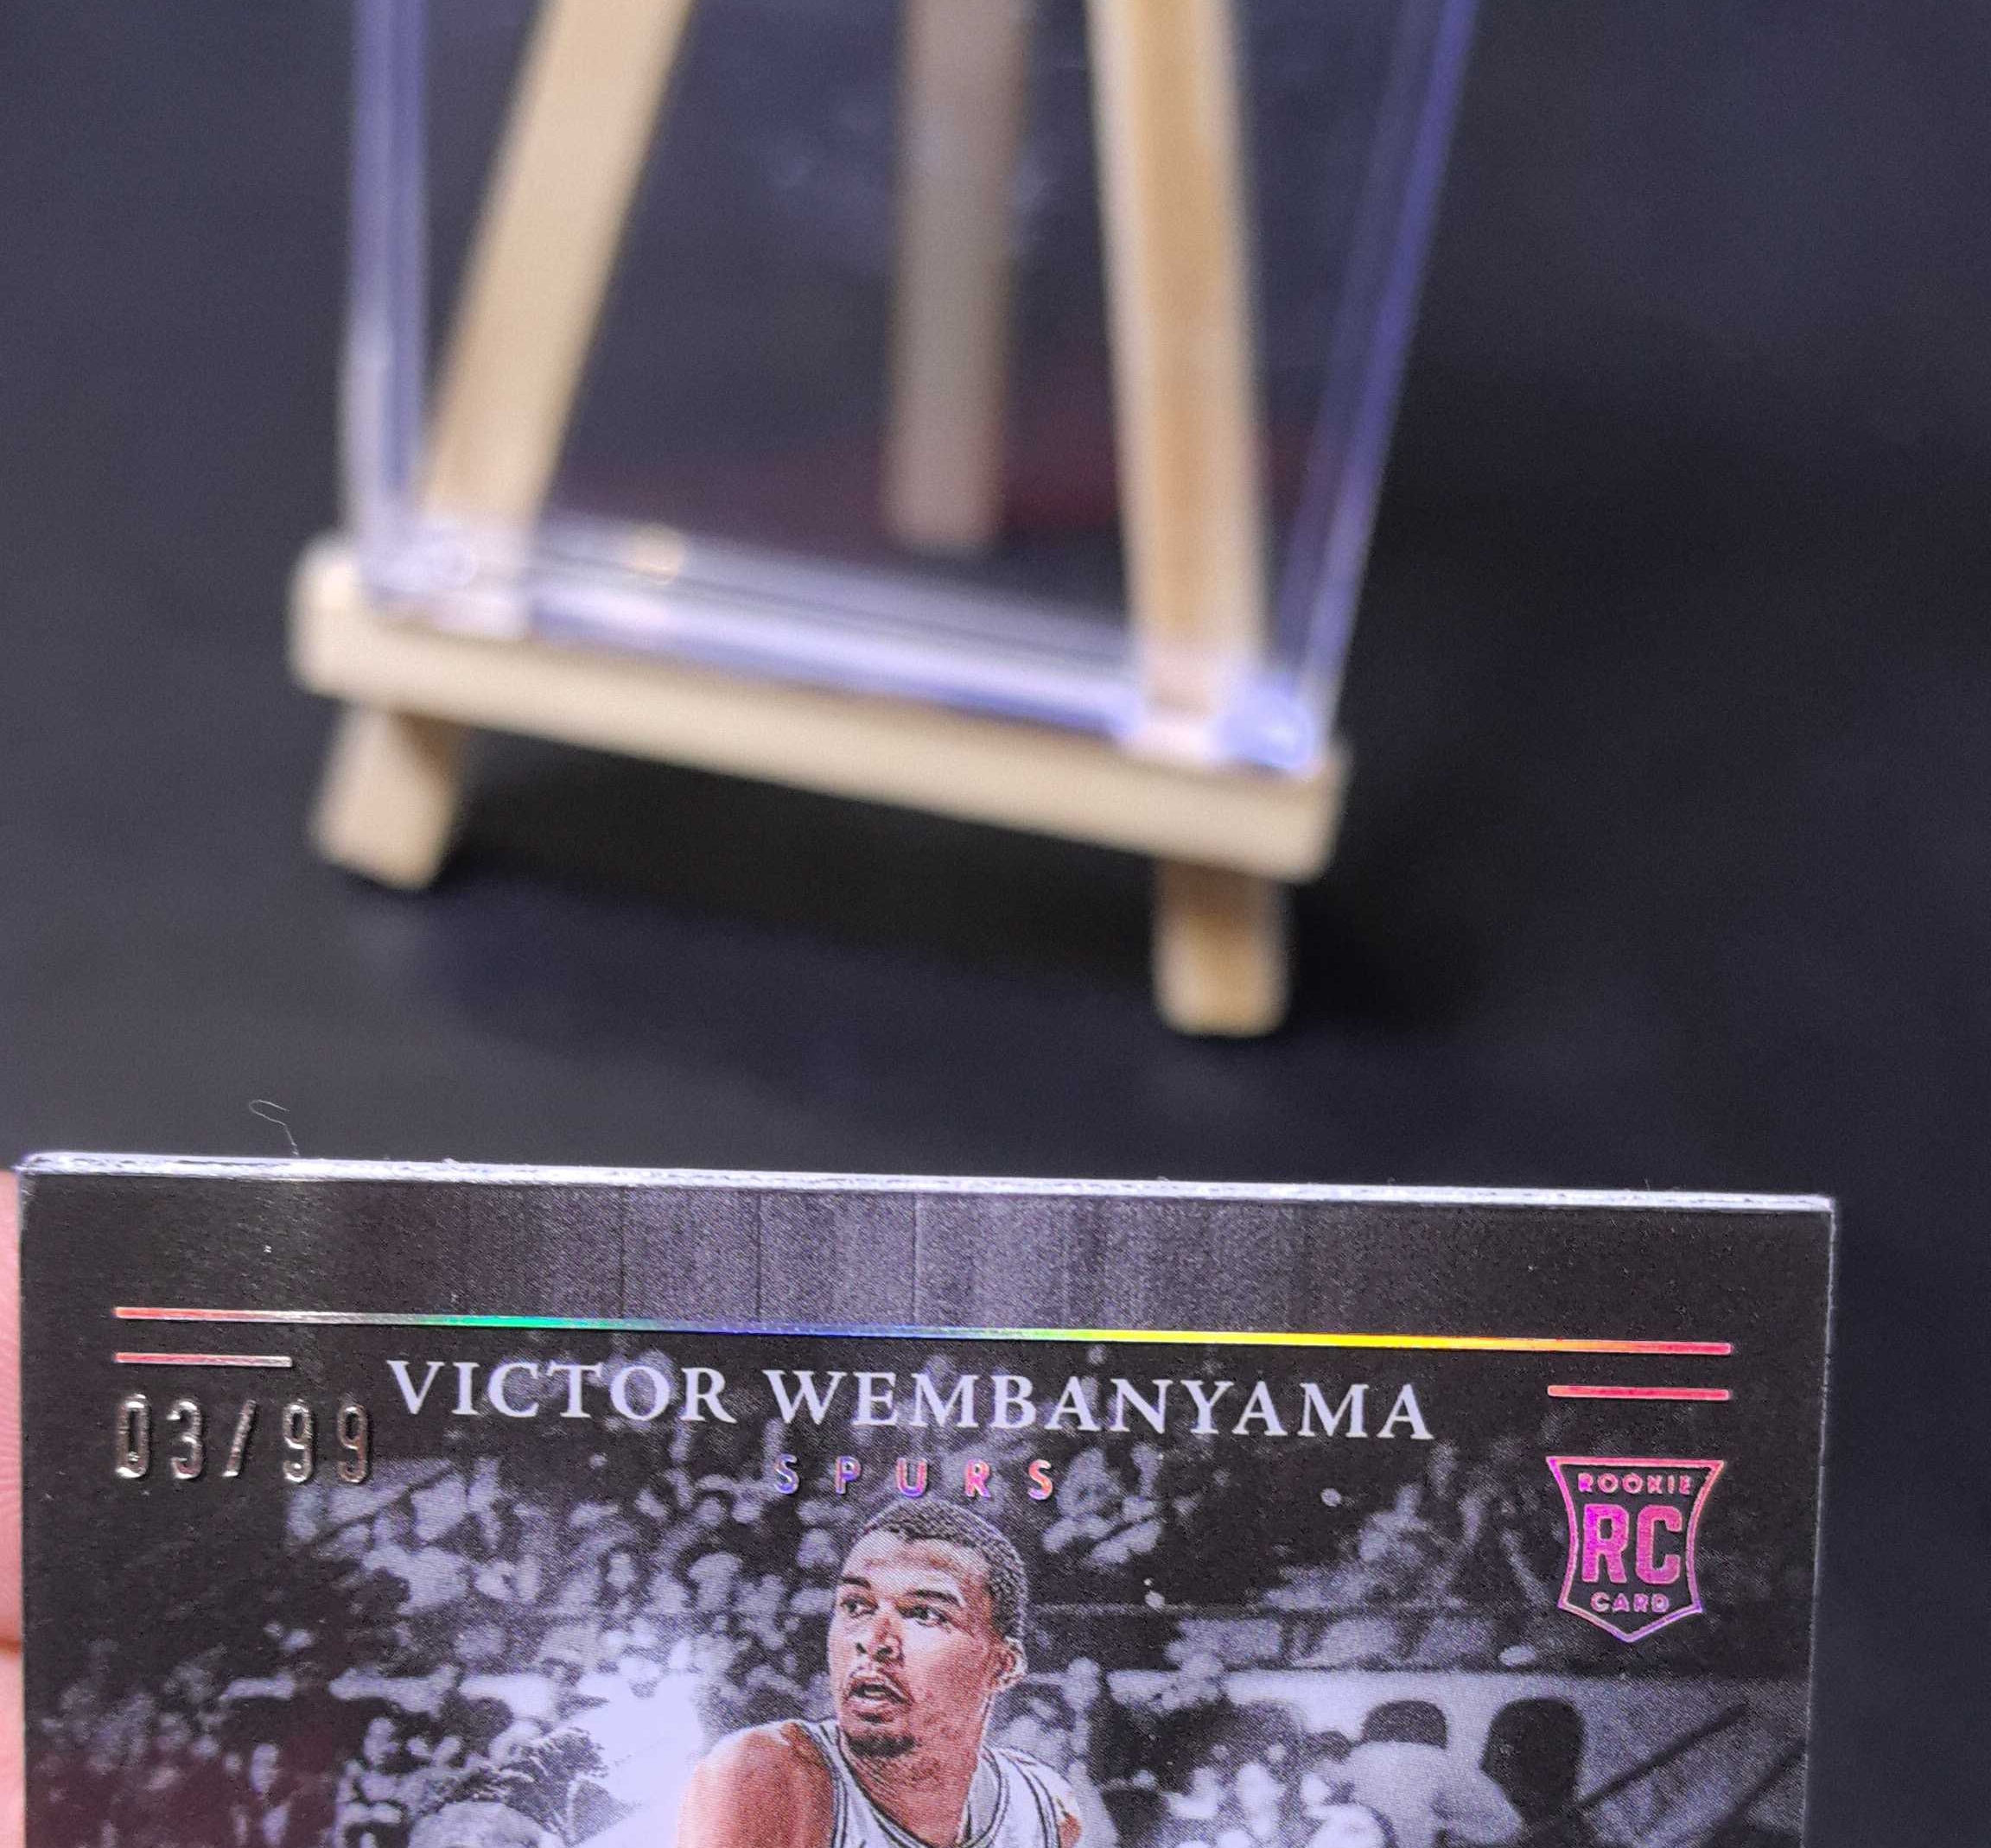 VICTOR WEMBANYAMA
03/99
SPURS
ROOKIE
RC
CARD